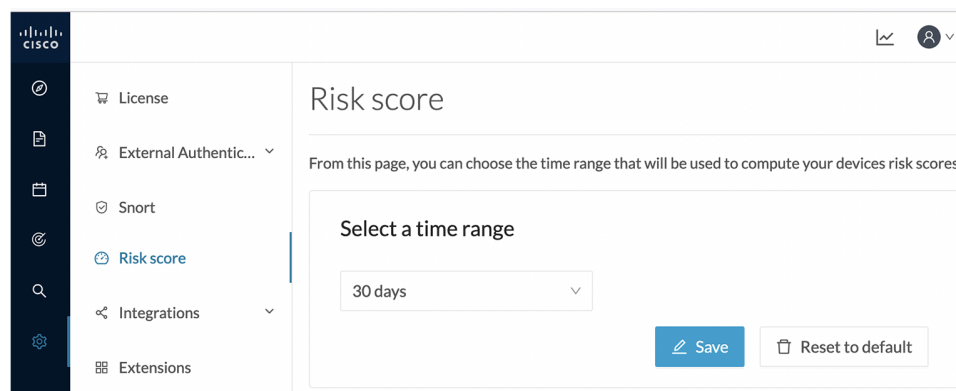 CISCO
License
External Authentic...
Snort
Risk score
Integrations
Extensions
Risk score
From this page, you can choose the time range that will be used to compute your devices risk scores
Select a time range
30 days
Save
Reset to default